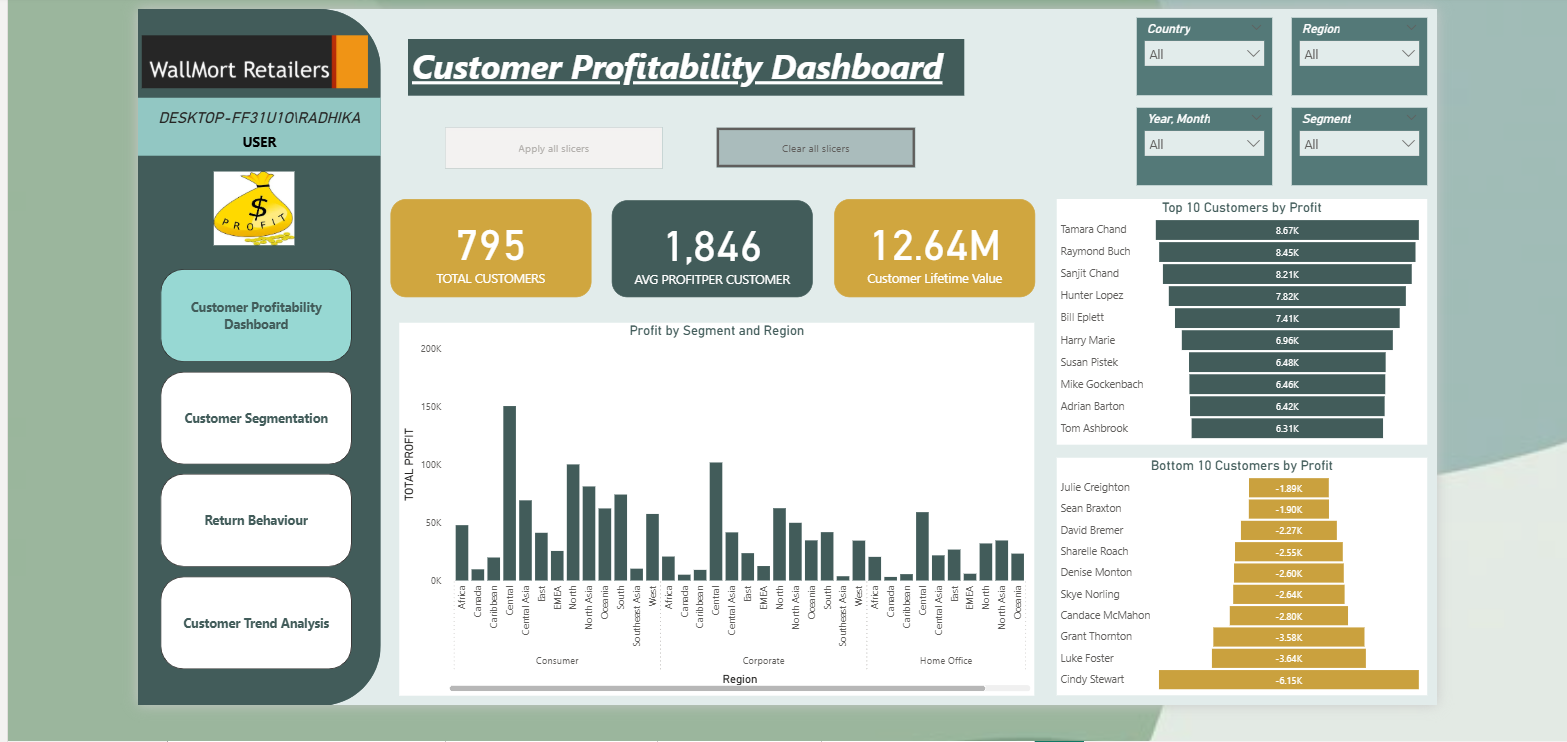 WallMort Retailers
DESKTOP-FF31U1O\RADHIKA
USER
$
PROFIT
Customer Profitability
Dashboard
Customer Segmentation
Return Behaviour
Customer Trend Analysis
Customer Profitability Dashboard
Apply all slicers
Clear all slicers
Country
All
Region
All
Year, Month
All
Segment
All
795
TOTAL CUSTOMERS
1,846
AVG PROFITPER CUSTOMER
12.64M
Customer Lifetime Value
Profit by Segment and Region
TOTAL PROFIT
200K
150K
100K
50K
0K
Africa
Canada
Caribbean
Central
Central Asia
East
EMEA
North
North Asia
Oceania
South
Southeast Asia
West
Africa
Canada
Caribbean
Central
Central Asia
East
EMEA
North
North Asia
Oceania
South
Southeast Asia
West
Africa
Canada
Caribbean
Central
Central Asia
East
EMEA
North
North Asia
Oceania
Consumer
Corporate
Home Office
Region
Top 10 Customers by Profit
Tamara Chand 8.67K
Raymond Buch 8.45K
Sanjit Chand 8.21K
Hunter Lopez 7.82K
Bill Eplett 7.41K
Harry Marie 6.96K
Susan Pistek 6.48K
Mike Gockenbach 6.46K
Adrian Barton 6.42K
Tom Ashbrook 6.31K
Bottom 10 Customers by Profit
Julie Creighton -1.89K
Sean Braxton -1.90K
David Bremer -2.27K
Sharelle Roach -2.55K
Denise Monton -2.60K
Skye Norling -2.64K
Candace McMahon -2.80K
Grant Thornton -3.58K
Luke Foster -3.64K
Cindy Stewart -6.15K